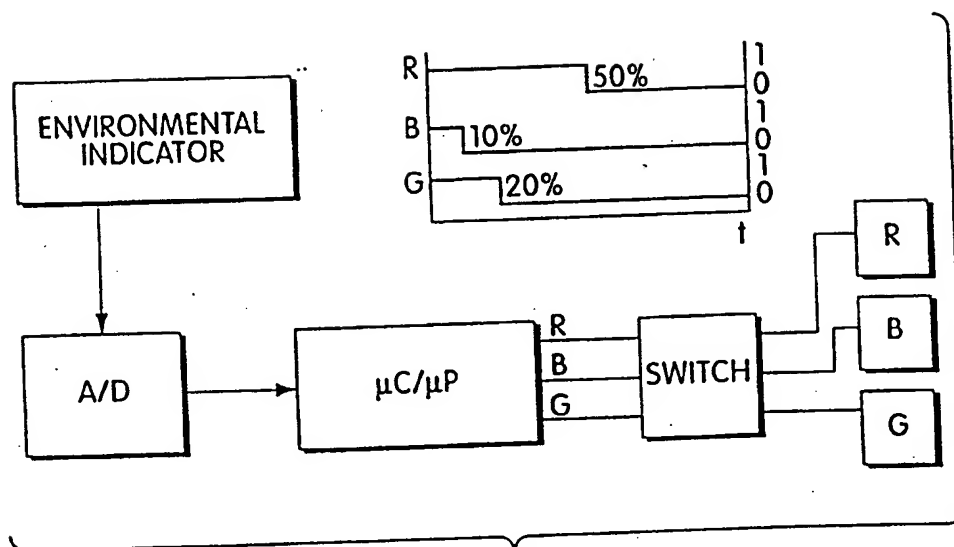 R 50% 1 0
B 10% 1 0
G 20% 1 0
t
ENVIRONMENTAL
INDICATOR
A/D
μC/μP
R
B
G
SWITCH
R
B
G